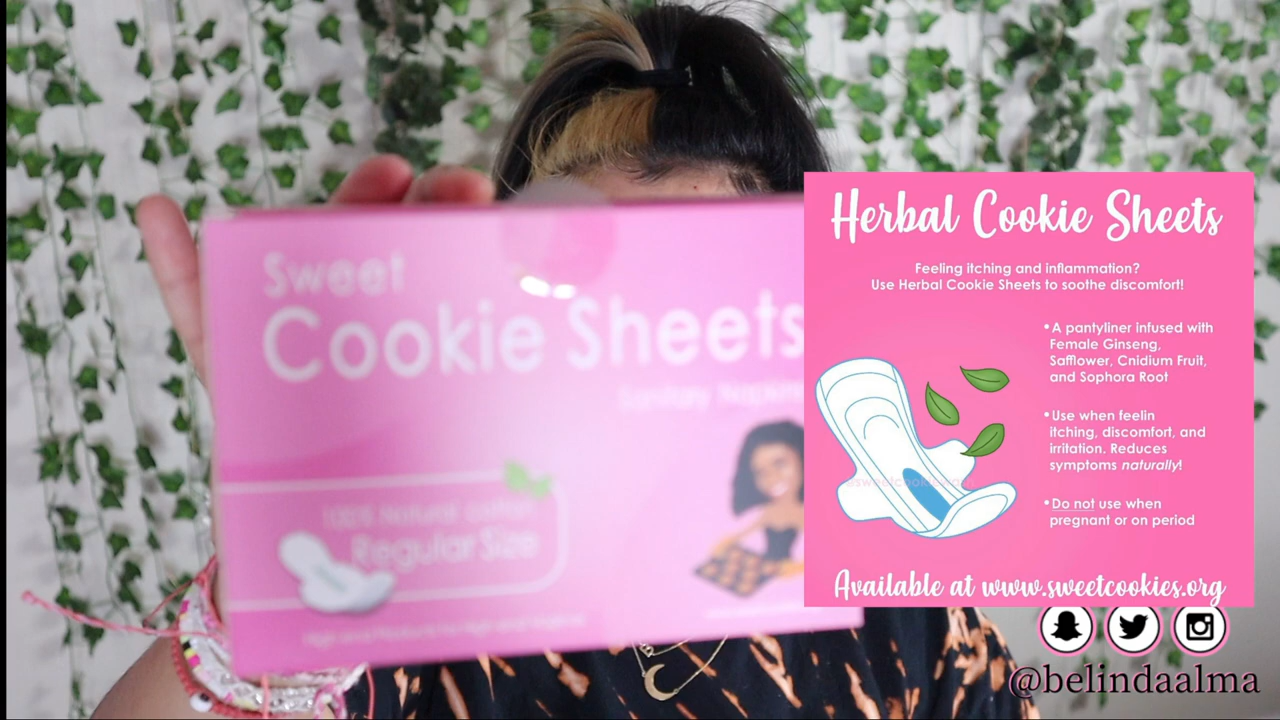 Sweet
Cookie Sheets
Sanitary Napkins
100% Natural Cotton
Regular Size
Herbal Cookie Sheets
Feeling itching and inflammation?
Use Herbal Cookie Sheets to soothe discomfort!
•A pantyliner infused with
Female Ginseng,
Safflower, Cnidium Fruit,
and Sophora Root
•Use when feelin
itching, discomfort, and
irritation. Reduces
symptoms naturally!
•Do not use when
pregnant or on period
Available at www.sweetcookies.org
@belindaalma